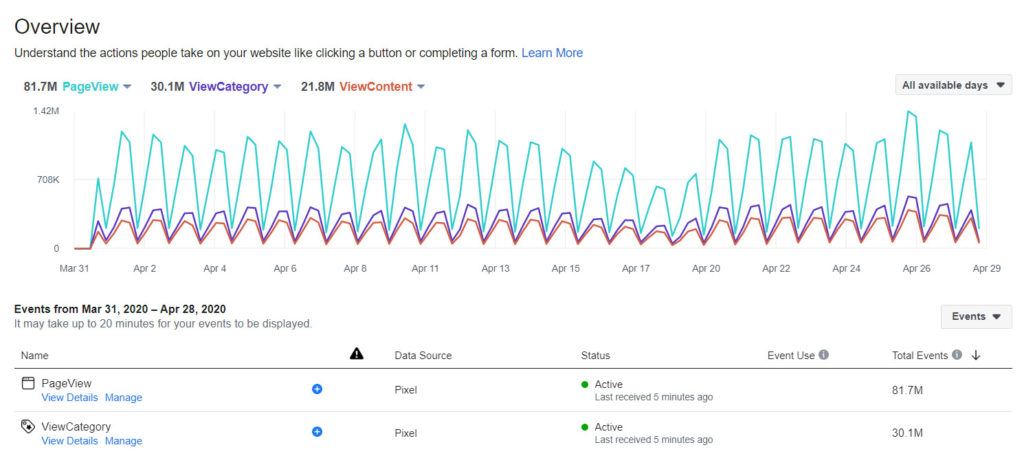 Overview
Understand the actions people take on your website like clicking a button or completing a form. Learn More
81.7M PageView 30.1M ViewCategory 21.8M ViewContent All available days
1.42M
708K
0
Mar 31 Apr 2 Apr 4 Apr 6 Apr 8 Apr 11 Apr 13 Apr 15 Apr 17 Apr 20 Apr 22 Apr 24 Apr 26 Apr 29
Events from Mar 31, 2020 – Apr 28, 2020
It may take up to 20 minutes for your events to be displayed.
Events
Name Data Source Status Event Use Total Events
PageView Pixel Active 81.7M
View Details Manage Last received 5 minutes ago
ViewCategory Pixel Active 30.1M
View Details Manage Last received 5 minutes ago